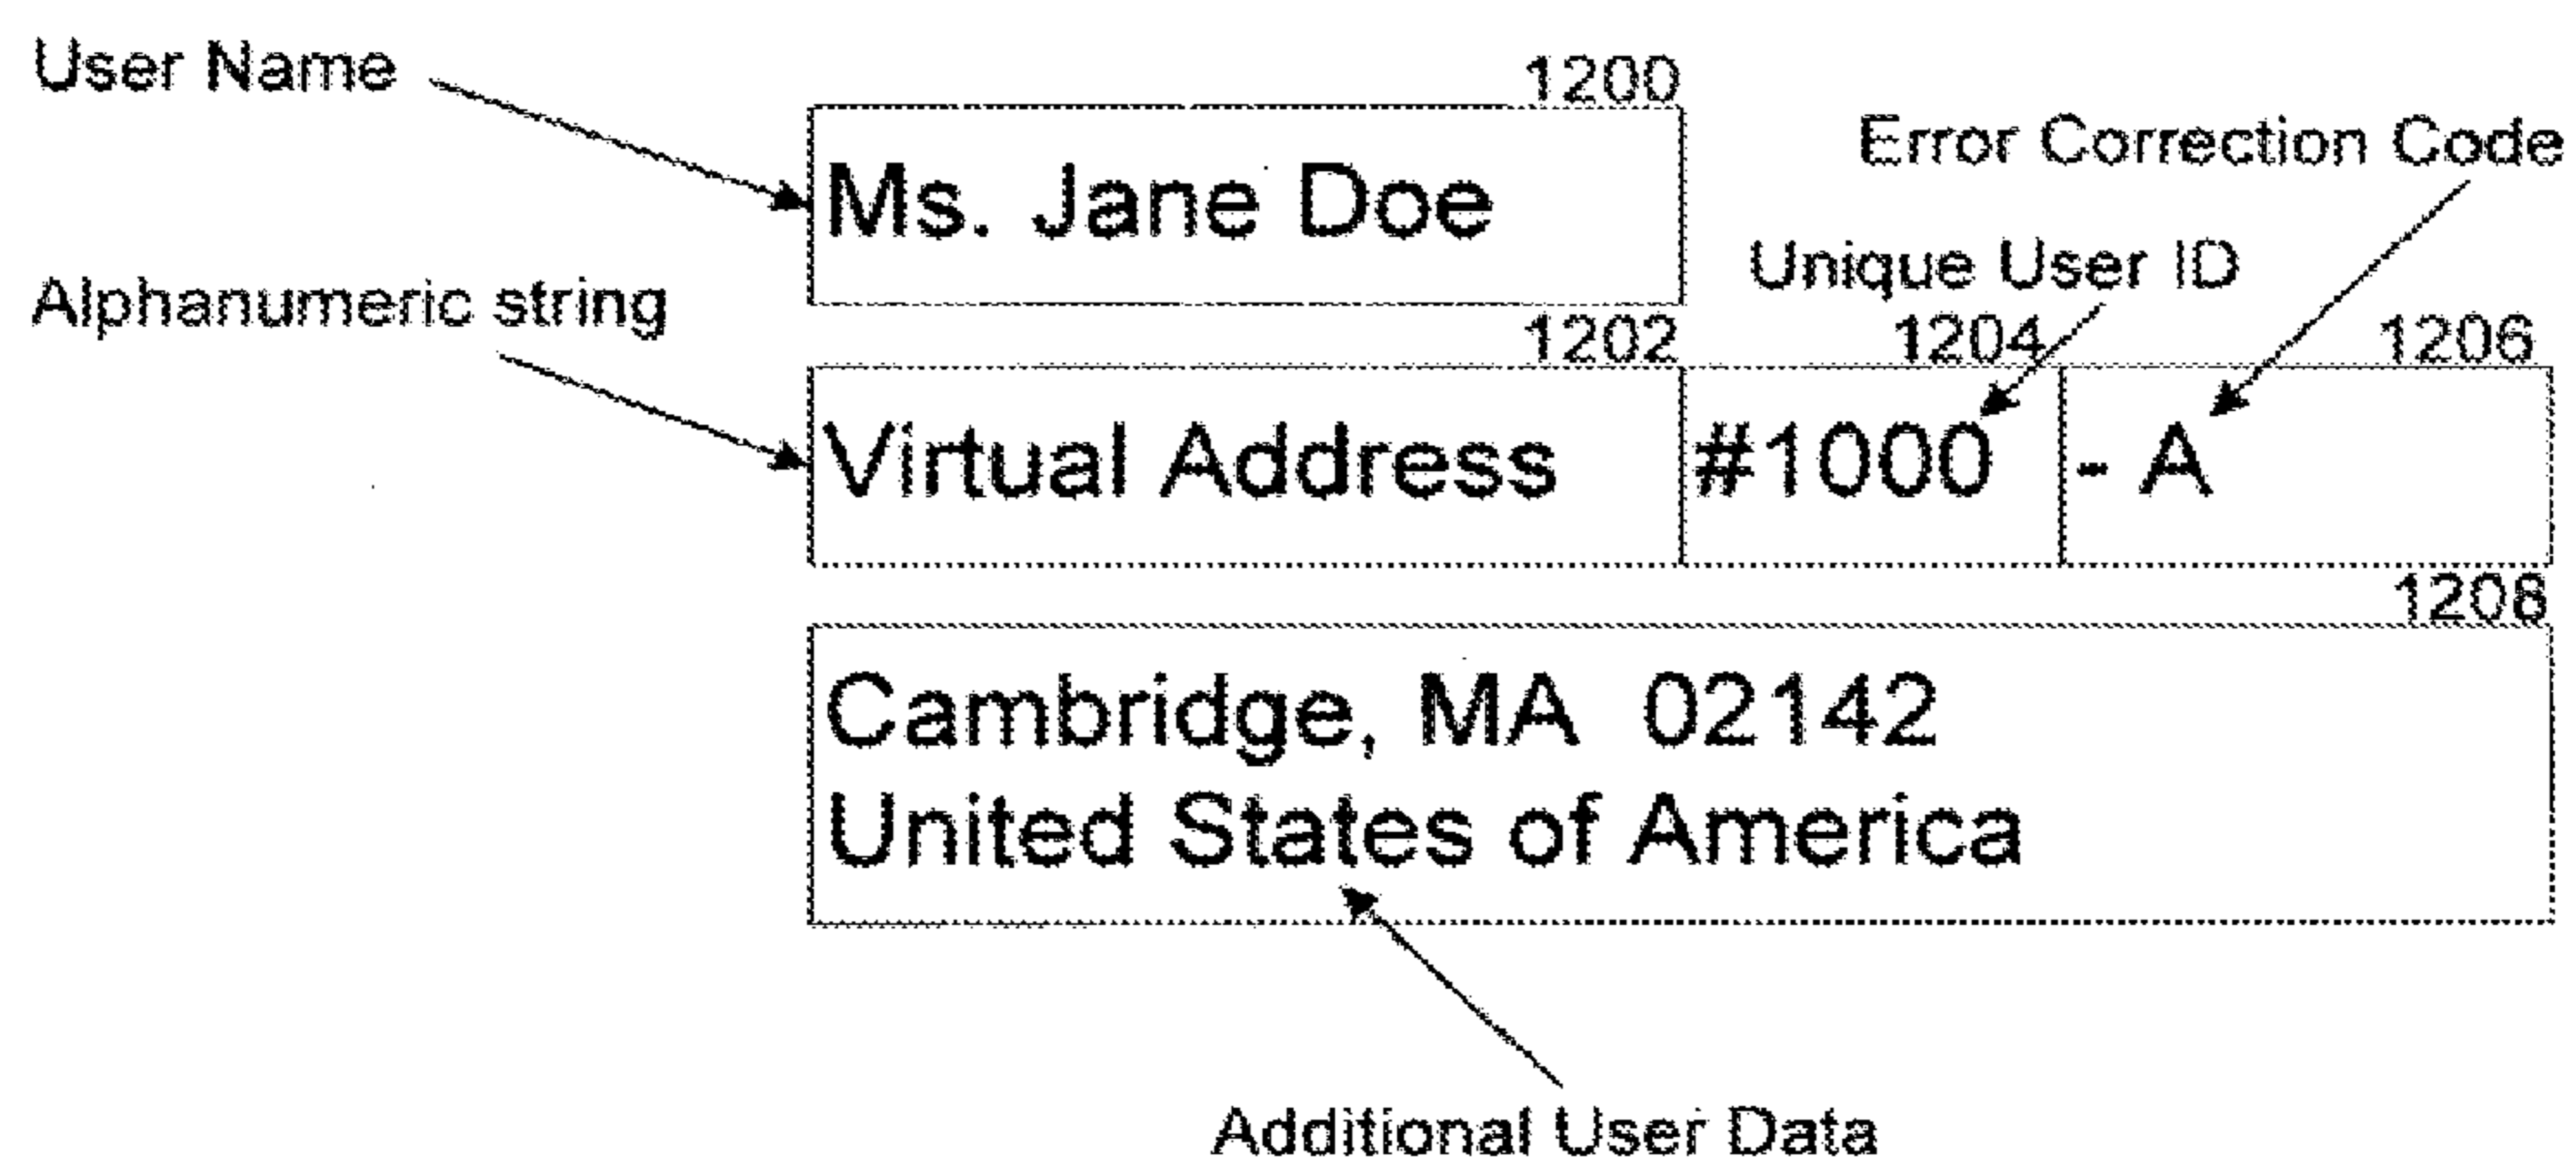 User Name
1200
Ms. Jane Doe
Error Correction Code
Unique User ID
Alphanumeric string
1202 1204 1206
Virtual Address #1000 - A
1208
Cambridge, MA 02142
United States of America
Additional User Data